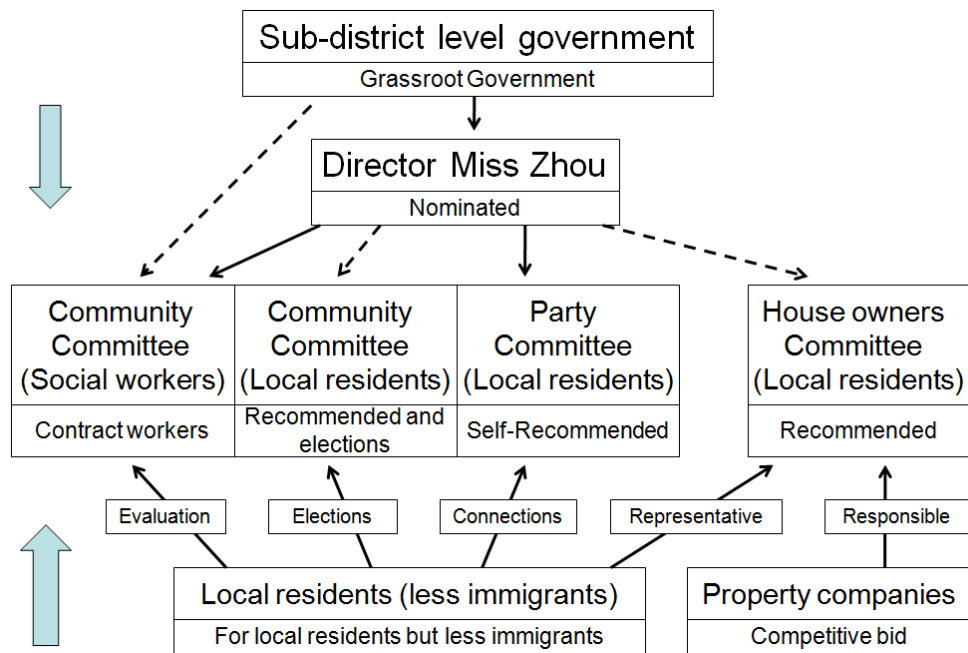 Sub-district level government
Grassroot Government
Director Miss Zhou
Nominated
Community
Committee
(Social workers)
Contract workers
Community
Committee
(Local residents)
Recommended and
elections
Party
Committee
(Local residents)
Self-Recommended
House owners
Committee
(Local residents)
Recommended
Evaluation
Elections
Connections
Representative
Responsible
Local residents (less immigrants)
For local residents but less immigrants
Property companies
Competitive bid